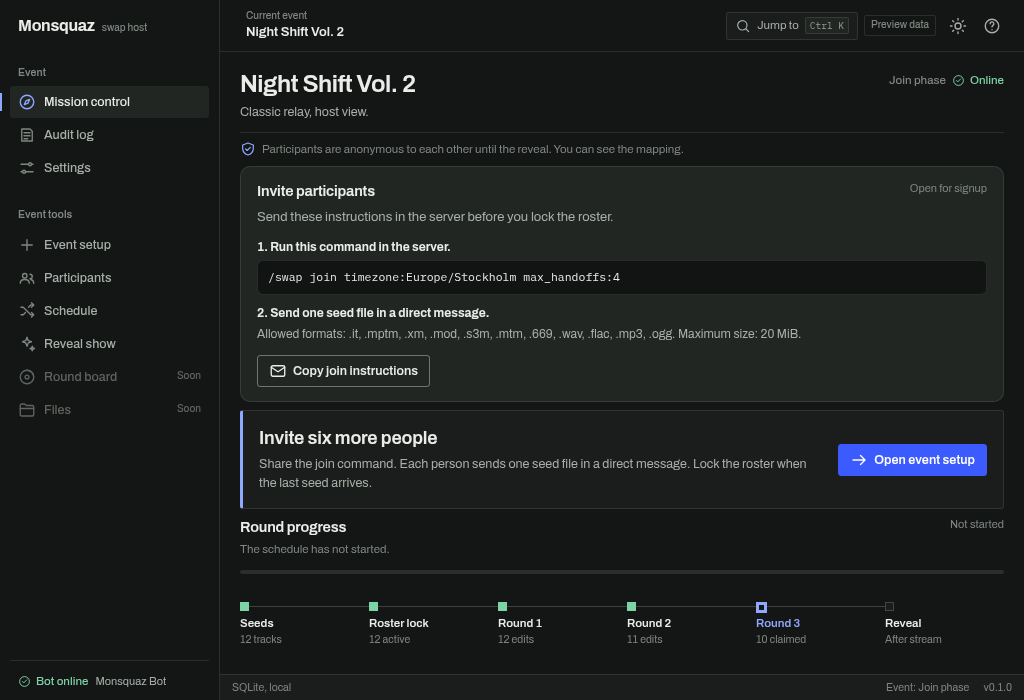 Monsquaz swap host
Event
Mission control
Audit log
Settings
Event tools
Event setup
Participants
Schedule
Reveal show
Round board Soon
Files Soon
Bot online Monsquaz Bot
Current event
Night Shift Vol. 2
Jump to Ctrl K
Preview data
Night Shift Vol. 2
Join phase Online
Classic relay, host view.
Participants are anonymous to each other until the reveal. You can see the mapping.
Invite participants
Open for signup
Send these instructions in the server before you lock the roster.
1. Run this command in the server.
/swap join timezone:Europe/Stockholm max_handoffs:4
2. Send one seed file in a direct message.
Allowed formats: .it, .mptm, .xm, .mod, .s3m, .mtm, .669, .wav, .flac, .mp3, .ogg. Maximum size: 20 MiB.
Copy join instructions
Invite six more people
Share the join command. Each person sends one seed file in a direct message. Lock the roster when
the last seed arrives.
Open event setup
Round progress
Not started
The schedule has not started.
Seeds
12 tracks
Roster lock
12 active
Round 1
12 edits
Round 2
11 edits
Round 3
10 claimed
Reveal
After stream
SQLite, local
Event: Join phase v0.1.0